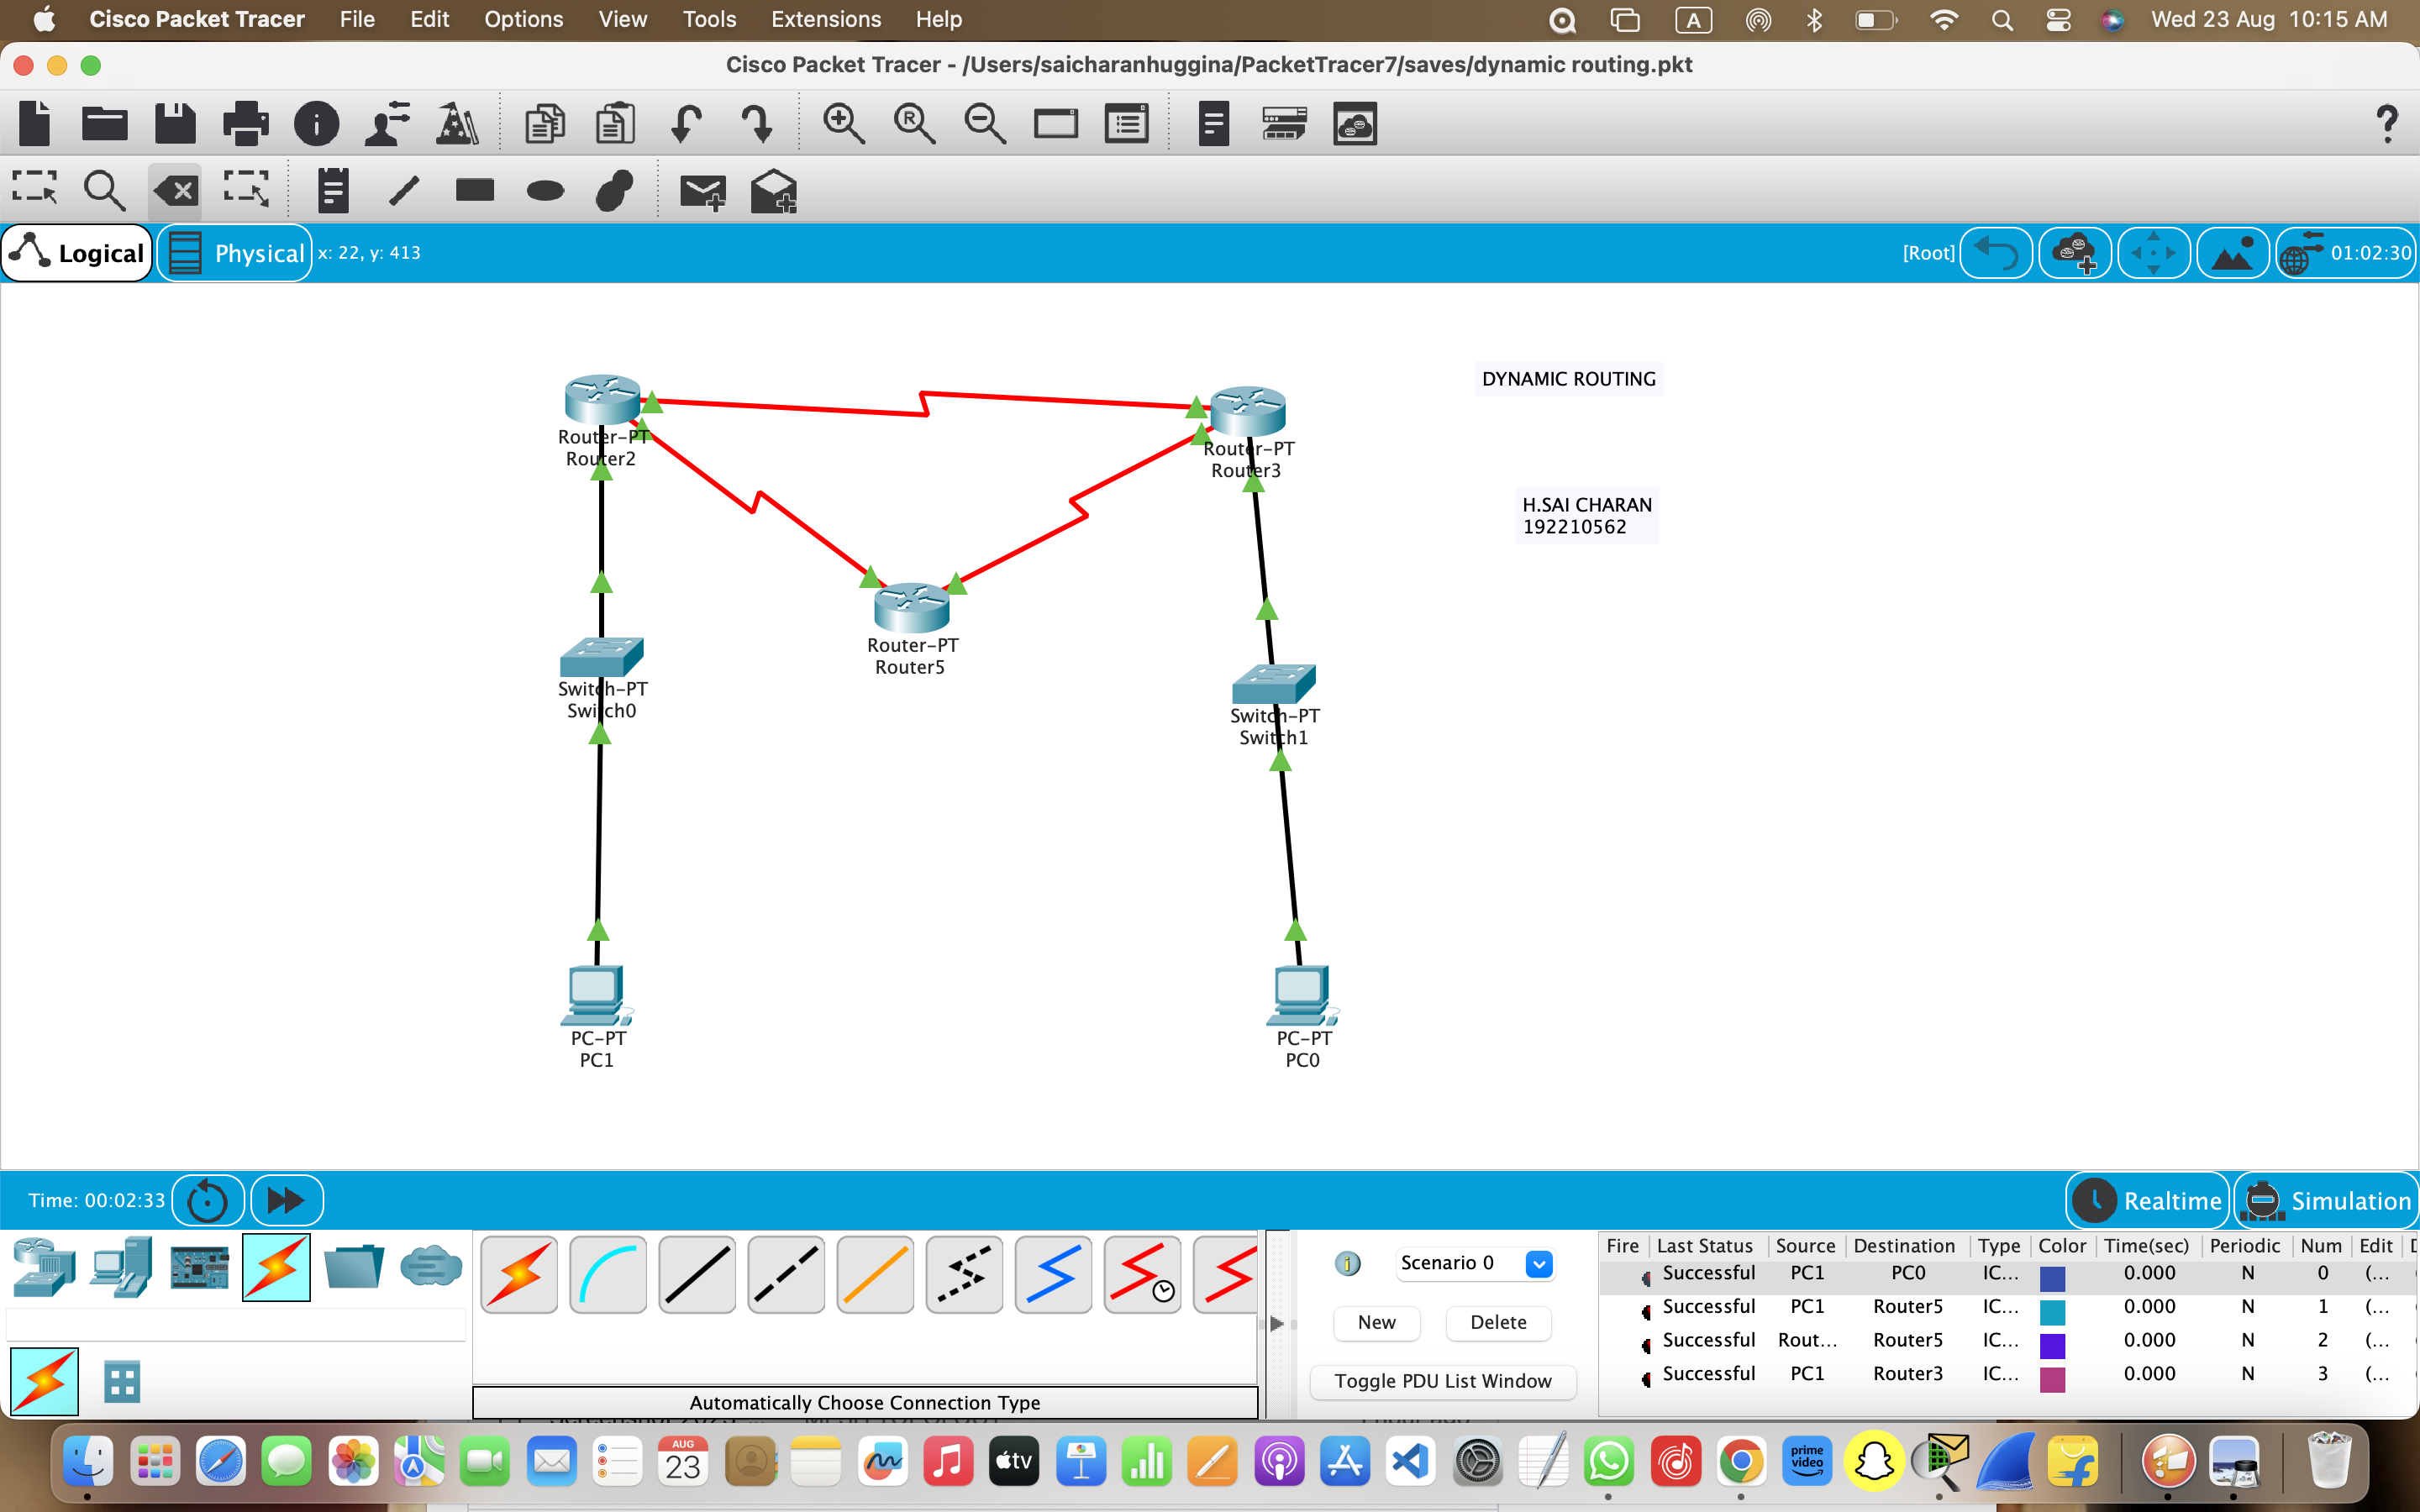 Cisco Packet Tracer File Edit Options View Tools Extensions Help A Wed 23 Aug 10:15 AM
Cisco Packet Tracer - /Users/saicharanhuggina/PacketTracer7/saves/dynamic routing.pkt
Logical Physical x: 22, y: 413 [Root] 01:02:30
DYNAMIC ROUTING
Router-PT
Router2
Router-PT
Router3
H.SAI CHARAN
192210562
Router-PT
Router5
Switch-PT
Switch0
Switch-PT
Switch1
PC-PT
PC1
PC-PT
PC0
Time: 00:02:33 Realtime Simulation
Scenario 0
New Delete
Toggle PDU List Window
Automatically Choose Connection Type
Fire Last Status Source Destination Type Color Time(sec) Periodic Num Edit
Successful PC1 PC0 IC... 0.000 N 0 (...
Successful PC1 Router5 IC... 0.000 N 1 (...
Successful Rout... Router5 IC... 0.000 N 2 (...
Successful PC1 Router3 IC... 0.000 N 3 (...
AUG
23
tv
prime
video